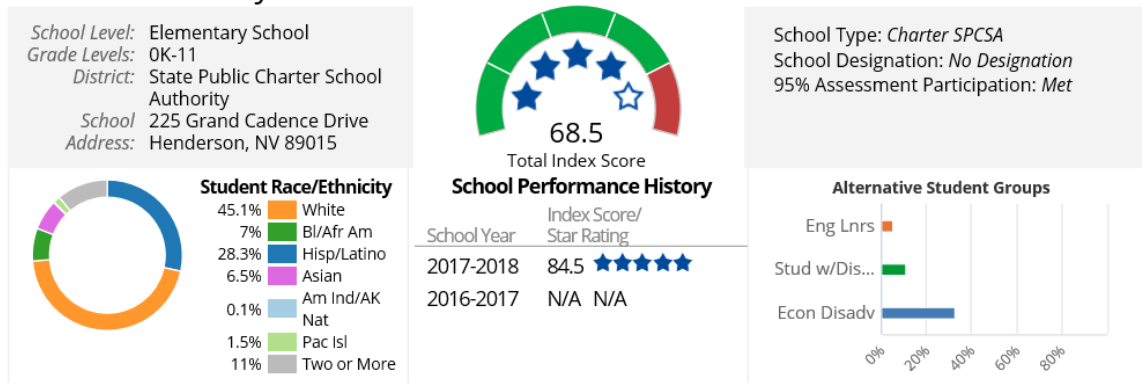 School Level: Elementary School
Grade Levels: 0K-11
District: State Public Charter School
Authority
School 225 Grand Cadence Drive
Address: Henderson, NV 89015
68.5
Total Index Score
School Type: Charter SPCSA
School Designation: No Designation
95% Assessment Participation: Met
Student Race/Ethnicity
45.1% White
7% Bl/Afr Am
28.3% Hisp/Latino
6.5% Asian
0.1% Am Ind/AK
Nat
1.5% Pac Isl
11% Two or More
School Performance History
Index Score/
School Year Star Rating
2017-2018 84.5
2016-2017 N/A N/A
Alternative Student Groups
Eng Lnrs
Stud w/Dis...
Econ Disadv
0% 20% 40% 60% 80%